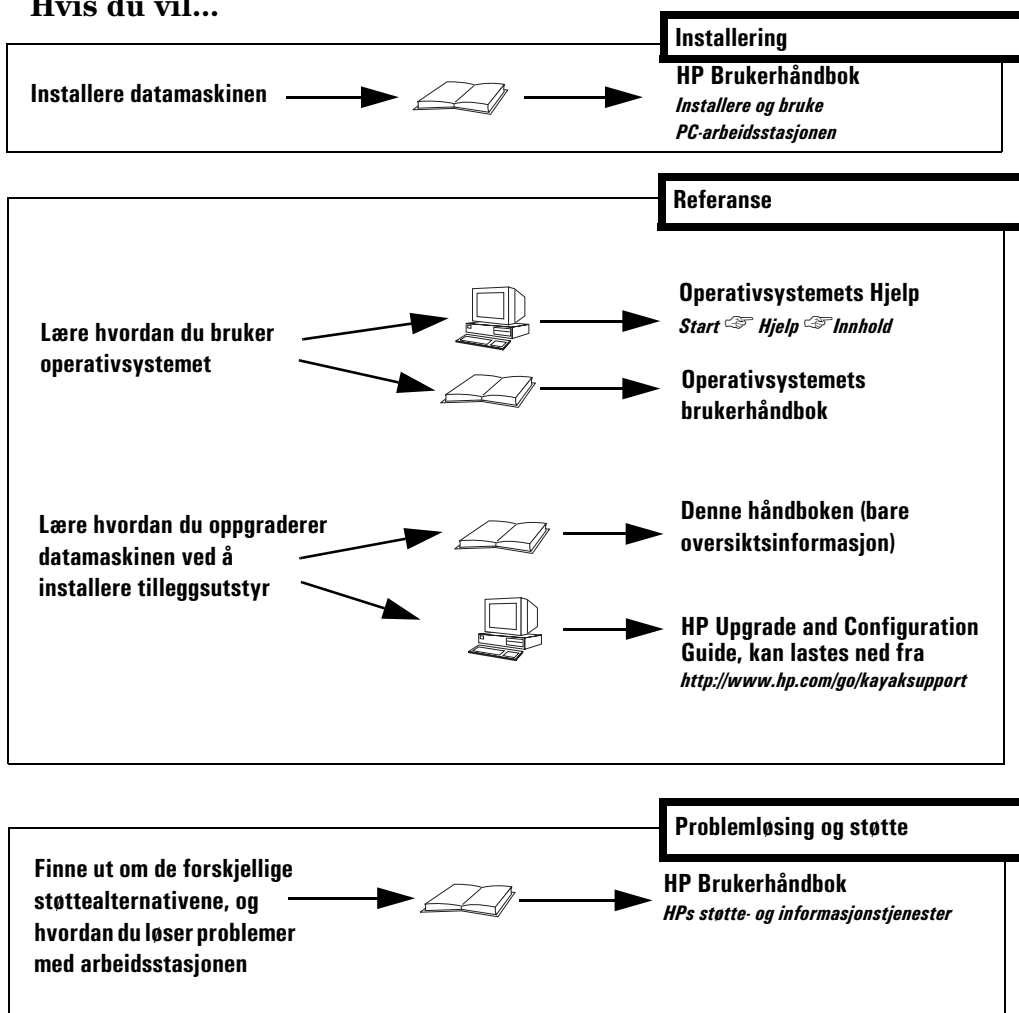 Hvis du vil...
Installering
Installere datamaskinen
HP Brukerhåndbok
Installere og bruke
PC-arbeidsstasjonen
Referanse
Lære hvordan du bruker
operativsystemet
Operativsystemets Hjelp
Start ☞ Hjelp ☞ Innhold
Operativsystemets
brukerhåndbok
Lære hvordan du oppgraderer
datamaskinen ved å
installere tilleggsutstyr
Denne håndboken (bare
oversiktsinformasjon)
HP Upgrade and Configuration
Guide, kan lastes ned fra
http://www.hp.com/go/kayaksupport
Problemløsing og støtte
Finne ut om de forskjellige
støttealternativene, og
hvordan du løser problemer
med arbeidsstasjonen
HP Brukerhåndbok
HPs støtte- og informasjonstjenester